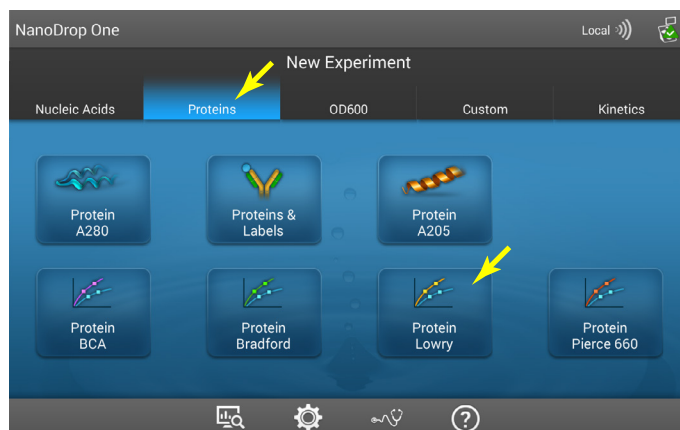 NanoDrop One
Local
New Experiment
Nucleic Acids
Proteins
OD600
Custom
Kinetics
Protein
A280
Proteins &
Labels
Protein
A205
Protein
BCA
Protein
Bradford
Protein
Lowry
Protein
Pierce 660
?